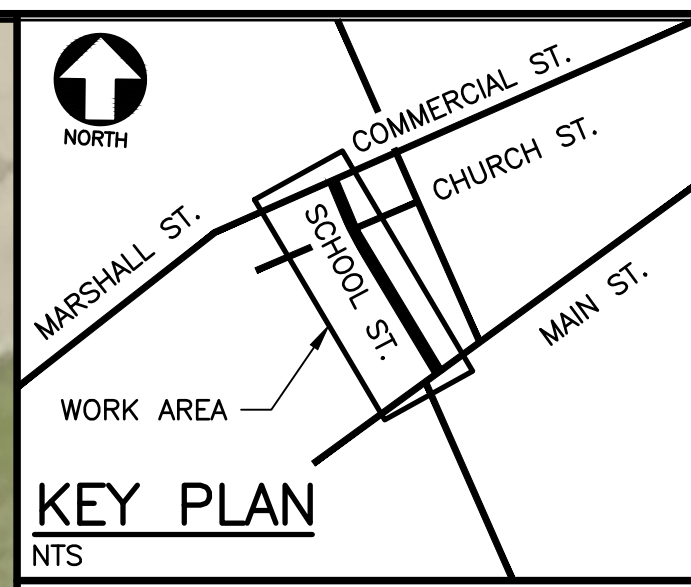 NORTH
COMMERCIAL ST.
CHURCH ST.
MARSHALL ST.
SCHOOL ST.
MAIN ST.
WORK AREA
KEY PLAN
NTS